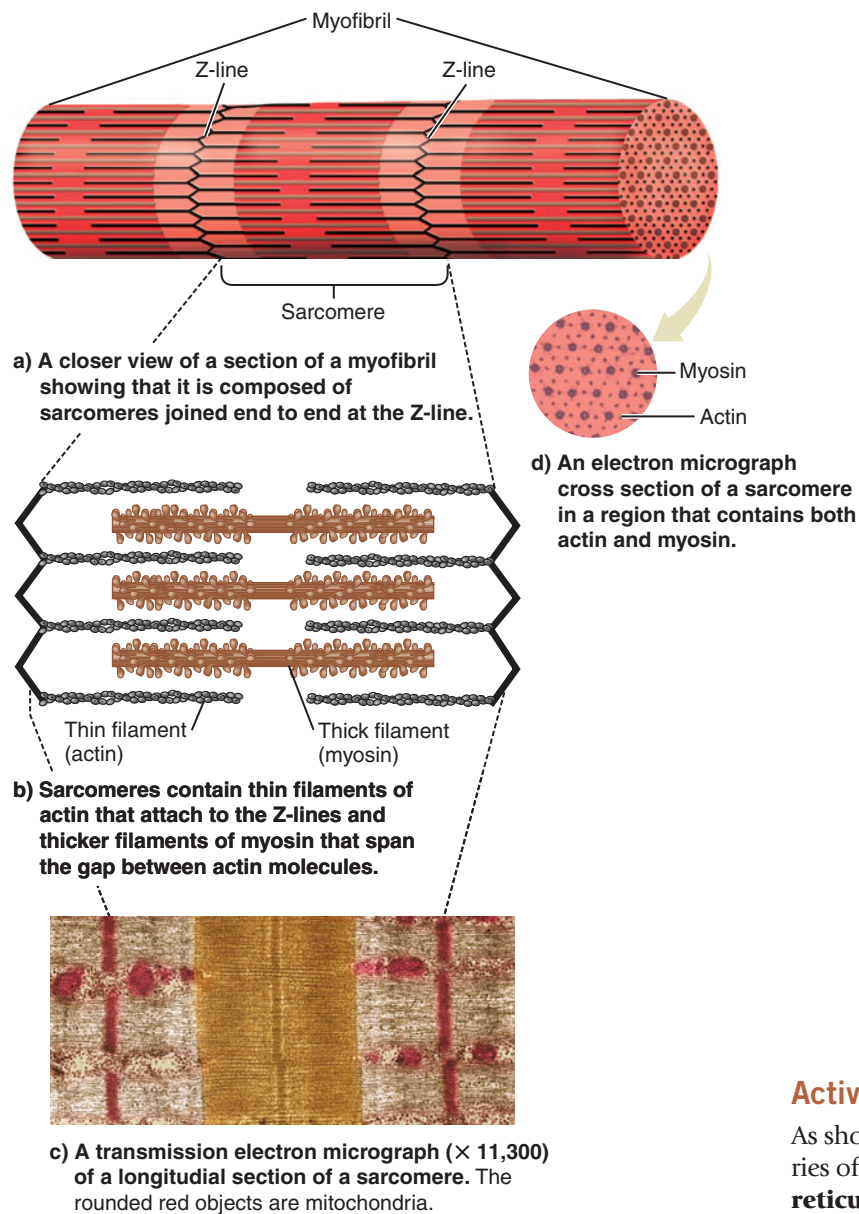 Myofibril
Z-line
Z-line
Sarcomere
a) A closer view of a section of a myofibril
showing that it is composed of
sarcomeres joined end to end at the Z-line.
Myosin
Actin
d) An electron micrograph
cross section of a sarcomere
in a region that contains both
actin and myosin.
Thin filament
(actin)
Thick filament
(myosin)
b) Sarcomeres contain thin filaments of
actin that attach to the Z-lines and
thicker filaments of myosin that span
the gap between actin molecules.
c) A transmission electron micrograph (× 11,300)
of a longitudial section of a sarcomere. The
rounded red objects are mitochondria.
As sho